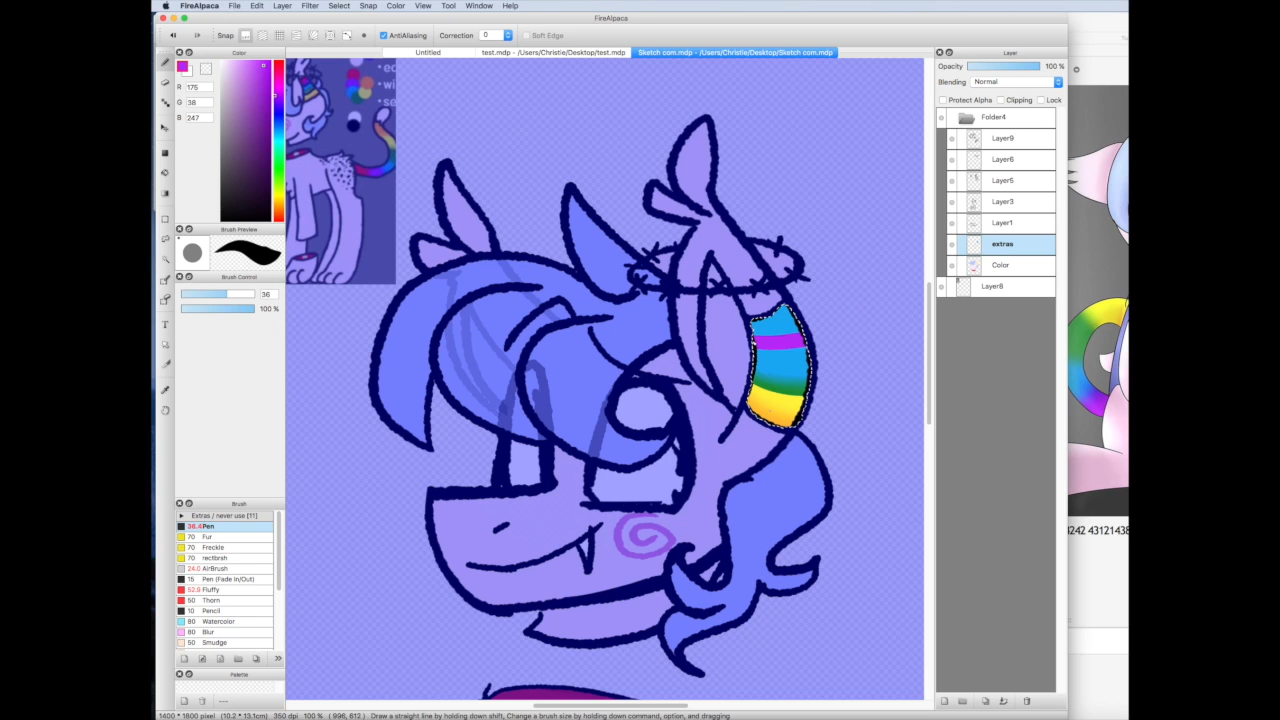 FireAlpaca File Edit Layer Filter Select Snap Color View Tool Window Help
FireAlpaca
Snap AntiAliasing Correction 0 Soft Edge
Untitled test.mdp - /Users/Christie/Desktop/test.mdp Sketch com.mdp - /Users/Christie/Desktop/Sketch com.mdp
Color
R 175
G 38
B 247
Brush Preview
Brush Control
36
100 %
Brush
Extras / never use [11]
36.4 Pen
70 Fur
70 Freckle
70 rectbrsh
24.0 AirBrush
15 Pen (Fade In/Out)
52.9 Fluffy
50 Thorn
10 Pencil
80 Watercolor
80 Blur
50 Smudge
Palette
Layer
Opacity 100 %
Blending Normal
Protect Alpha Clipping Lock
Folder4
Layer9
Layer6
Layer5
Layer3
Layer1
extras
Color
Layer8
3242 43121438
1400 * 1800 pixel (10.2 * 13.1cm) 350 dpi 100 % ( 996, 612 ) Draw a straight line by holding down shift, Change a brush size by holding down command, option, and dragging